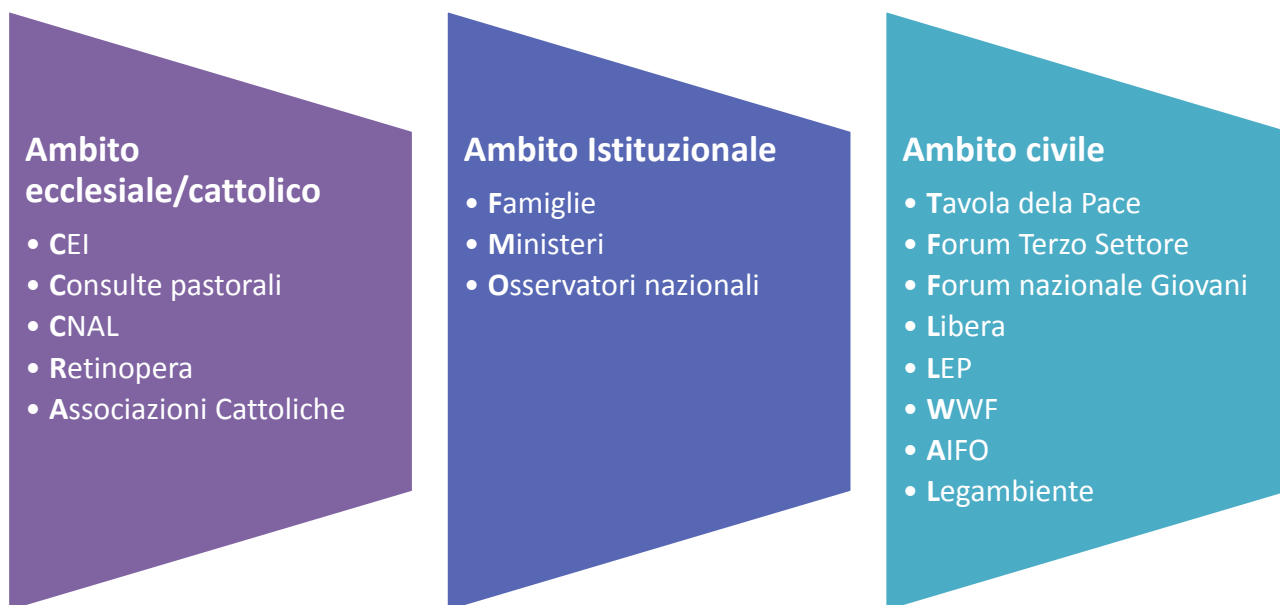 Ambito
ecclesiale/cattolico
• CEI
• Consulte pastorali
• CNAL
• Retinopera
• Associazioni Cattoliche
Ambito Istituzionale
• Famiglie
• Ministeri
• Osservatori nazionali
Ambito civile
• Tavola dela Pace
• Forum Terzo Settore
• Forum nazionale Giovani
• Libera
• LEP
• WWF
• AIFO
• Legambiente